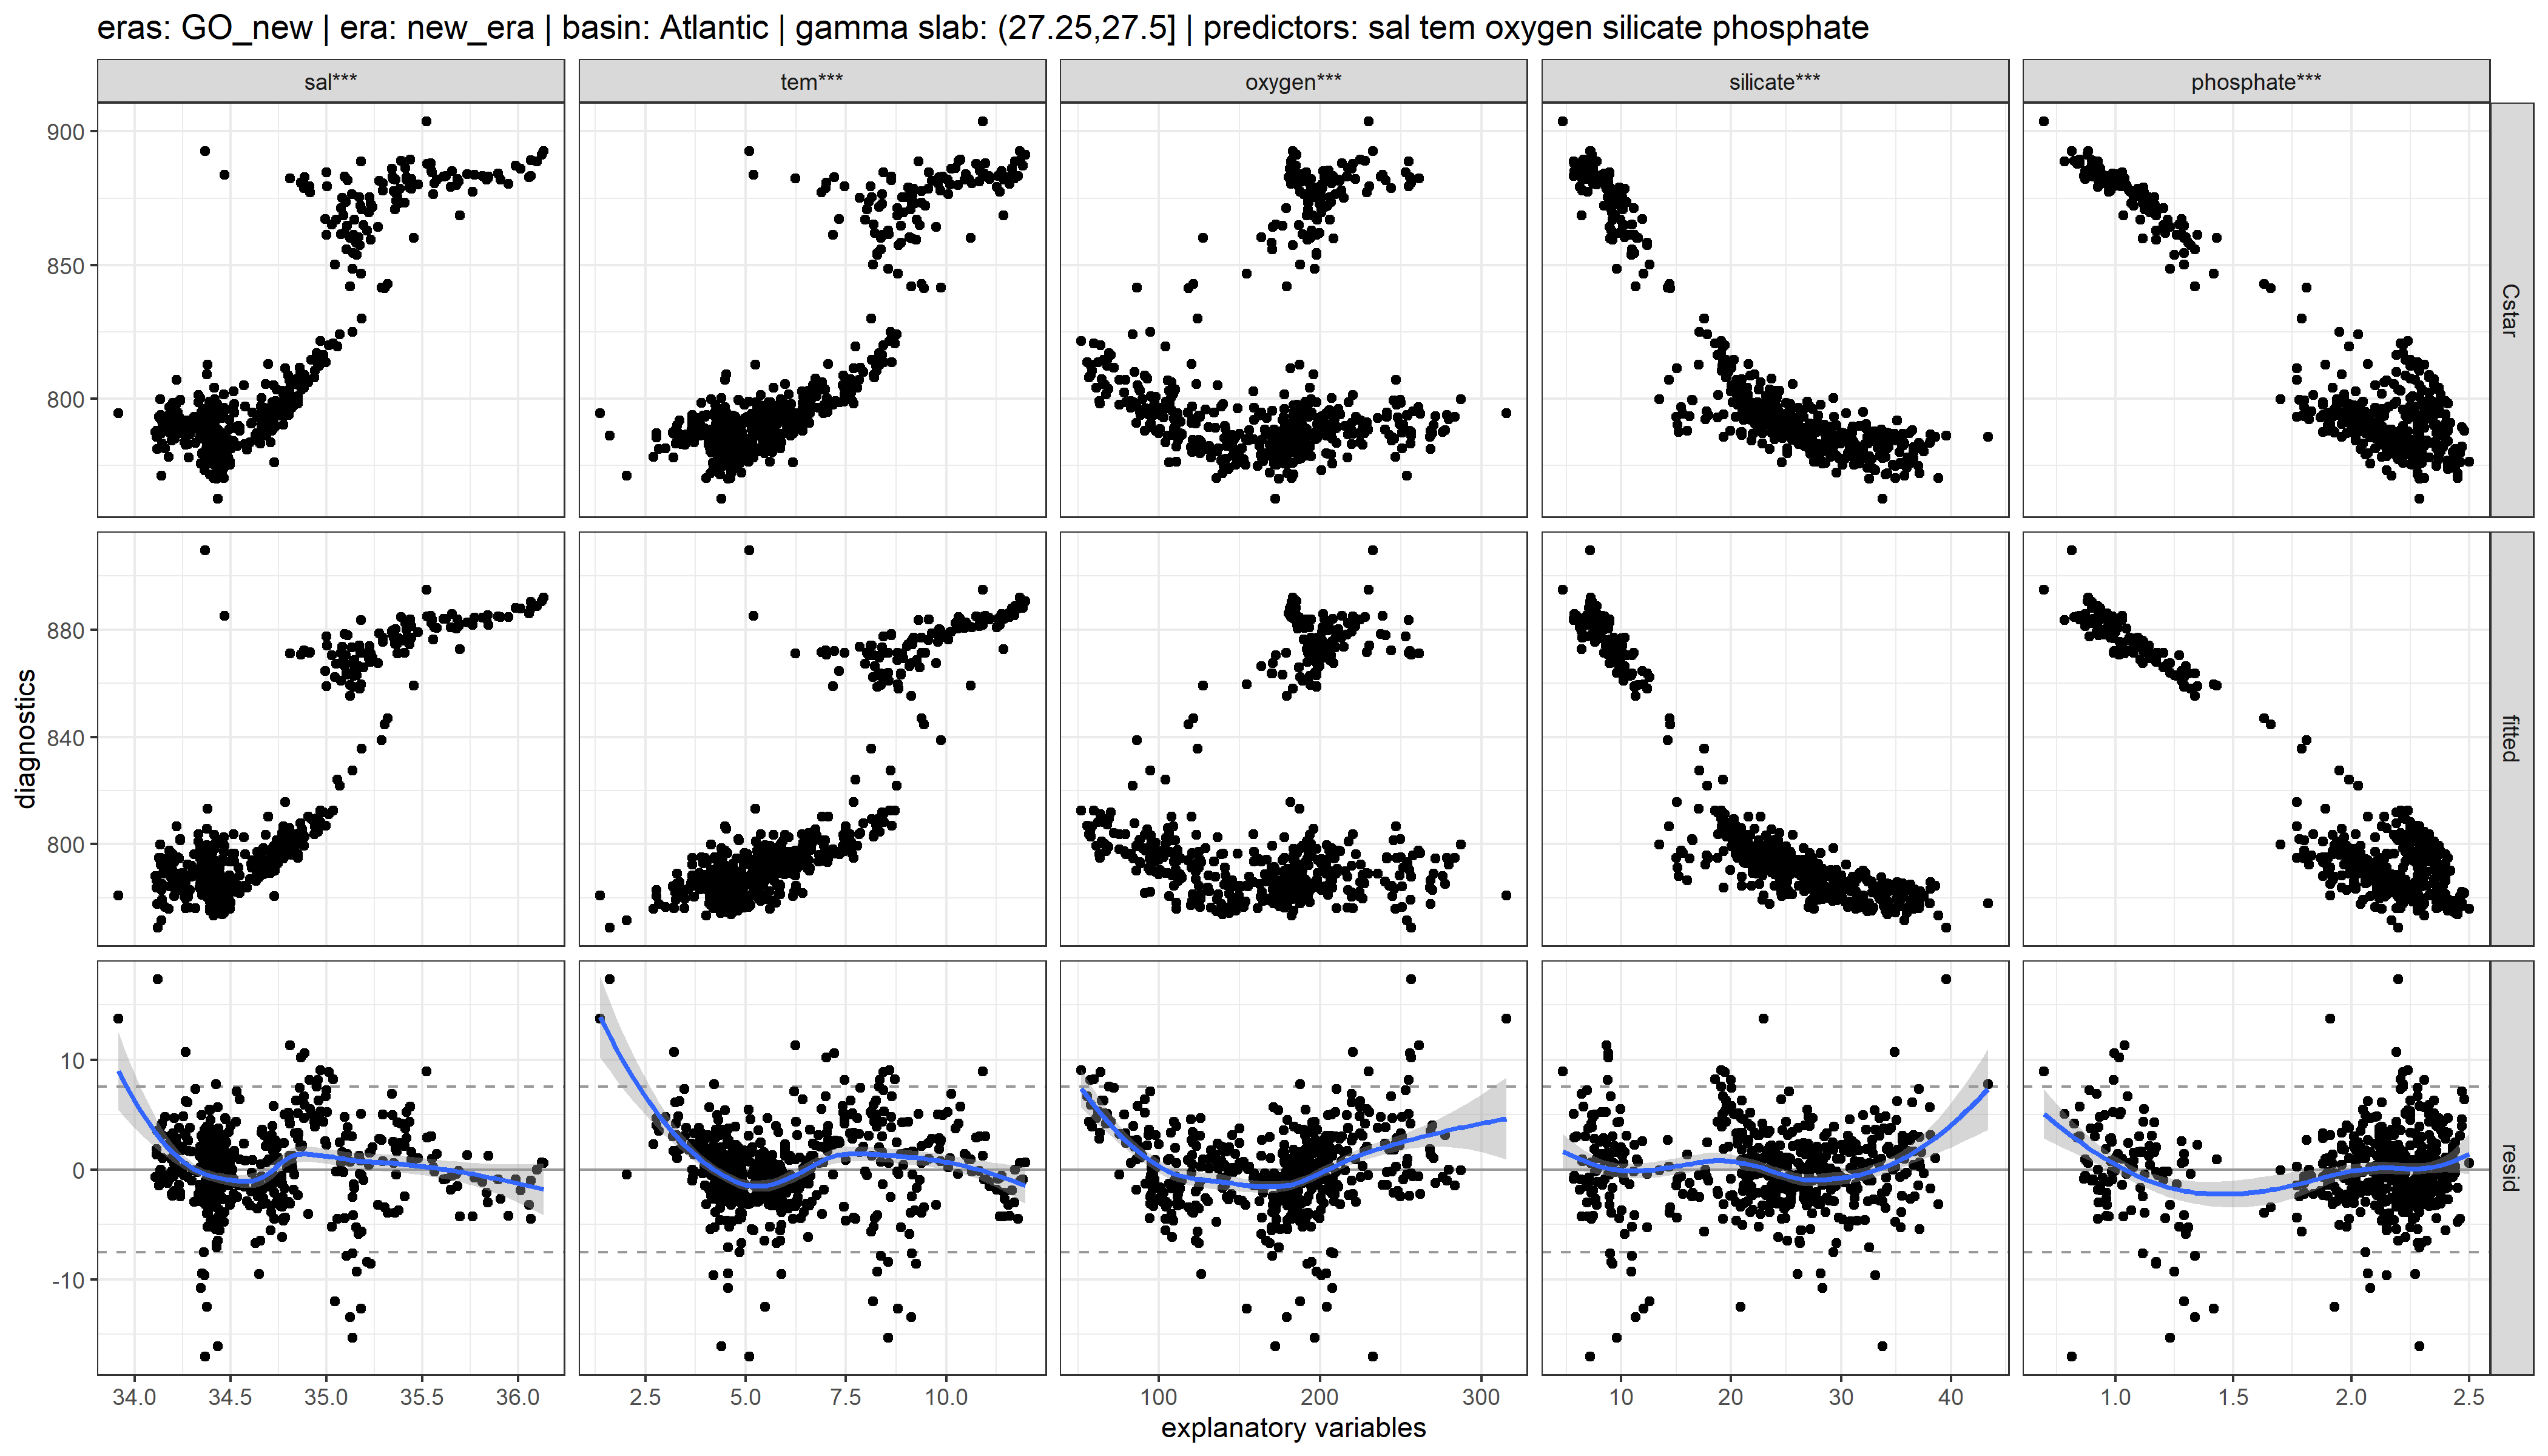 eras: GO_new | era: new_era | basin: Atlantic | gamma slab: (27.25,27.5] | predictors: sal tem oxygen silicate phosphate
sal***
tem***
oxygen***
silicate***
phosphate***
900
850
800
Cstar
880
840
800
fitted
diagnostics
10
0
-10
resid
34.0 34.5 35.0 35.5 36.0
2.5 5.0 7.5 10.0
100 200 300
10 20 30 40
1.0 1.5 2.0 2.5
explanatory variables